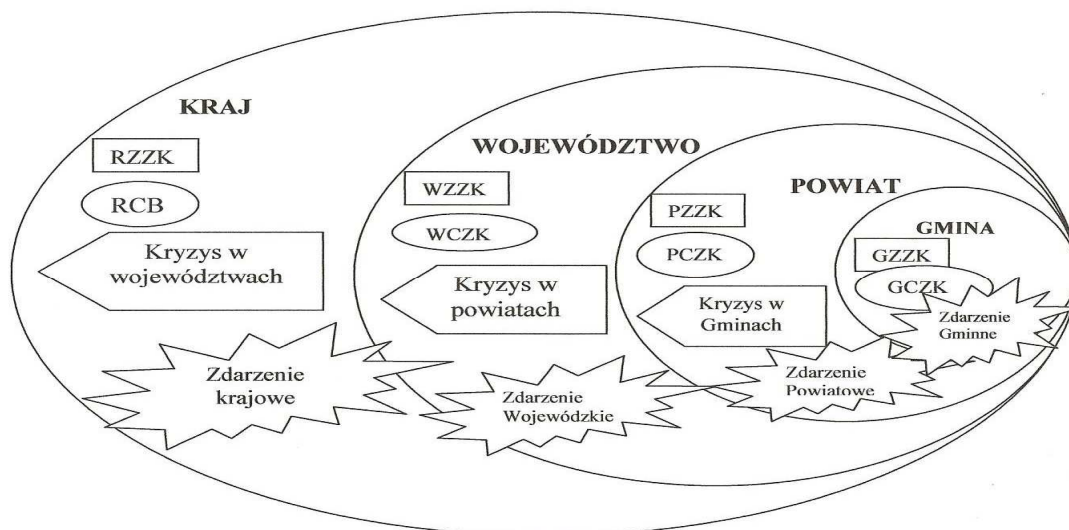 KRAJ
RZZK
RCB
Kryzys w
województwach
Zdarzenie
krajowe
WOJEWÓDZTWO
WZZK
WCZK
Kryzys w
powiatach
Zdarzenie
Wojewódzkie
POWIAT
PZZK
PCZK
Kryzys w
Gminach
Zdarzenie
Powiatowe
GMINA
GZZK
GCZK
Zdarzenie
Gminne